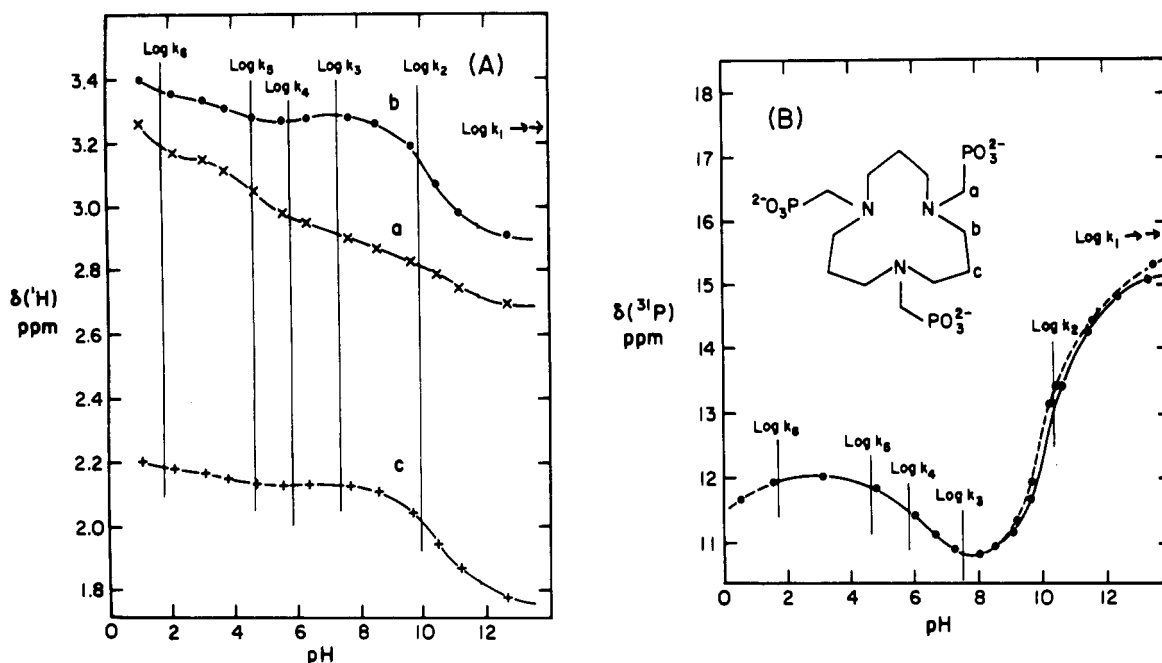 (A)
Log k₆
Log k₅
Log k₄
Log k₃
Log k₂
Log k₁ →→
b
a
c
3.4
3.2
3.0
2.8
2.6
2.4
2.2
2.0
1.8
δ(¹H)
ppm
0 2 4 6 8 10 12
pH
(B)
18
17
16
15
14
13
12
11
δ(³¹P)
ppm
PO₃²⁻
²⁻O₃P
N
N
N
PO₃²⁻
a
b
c
Log k₁ →→
Log k₂
Log k₆
Log k₅
Log k₄
Log k₃
0 2 4 6 8 10 12
pH